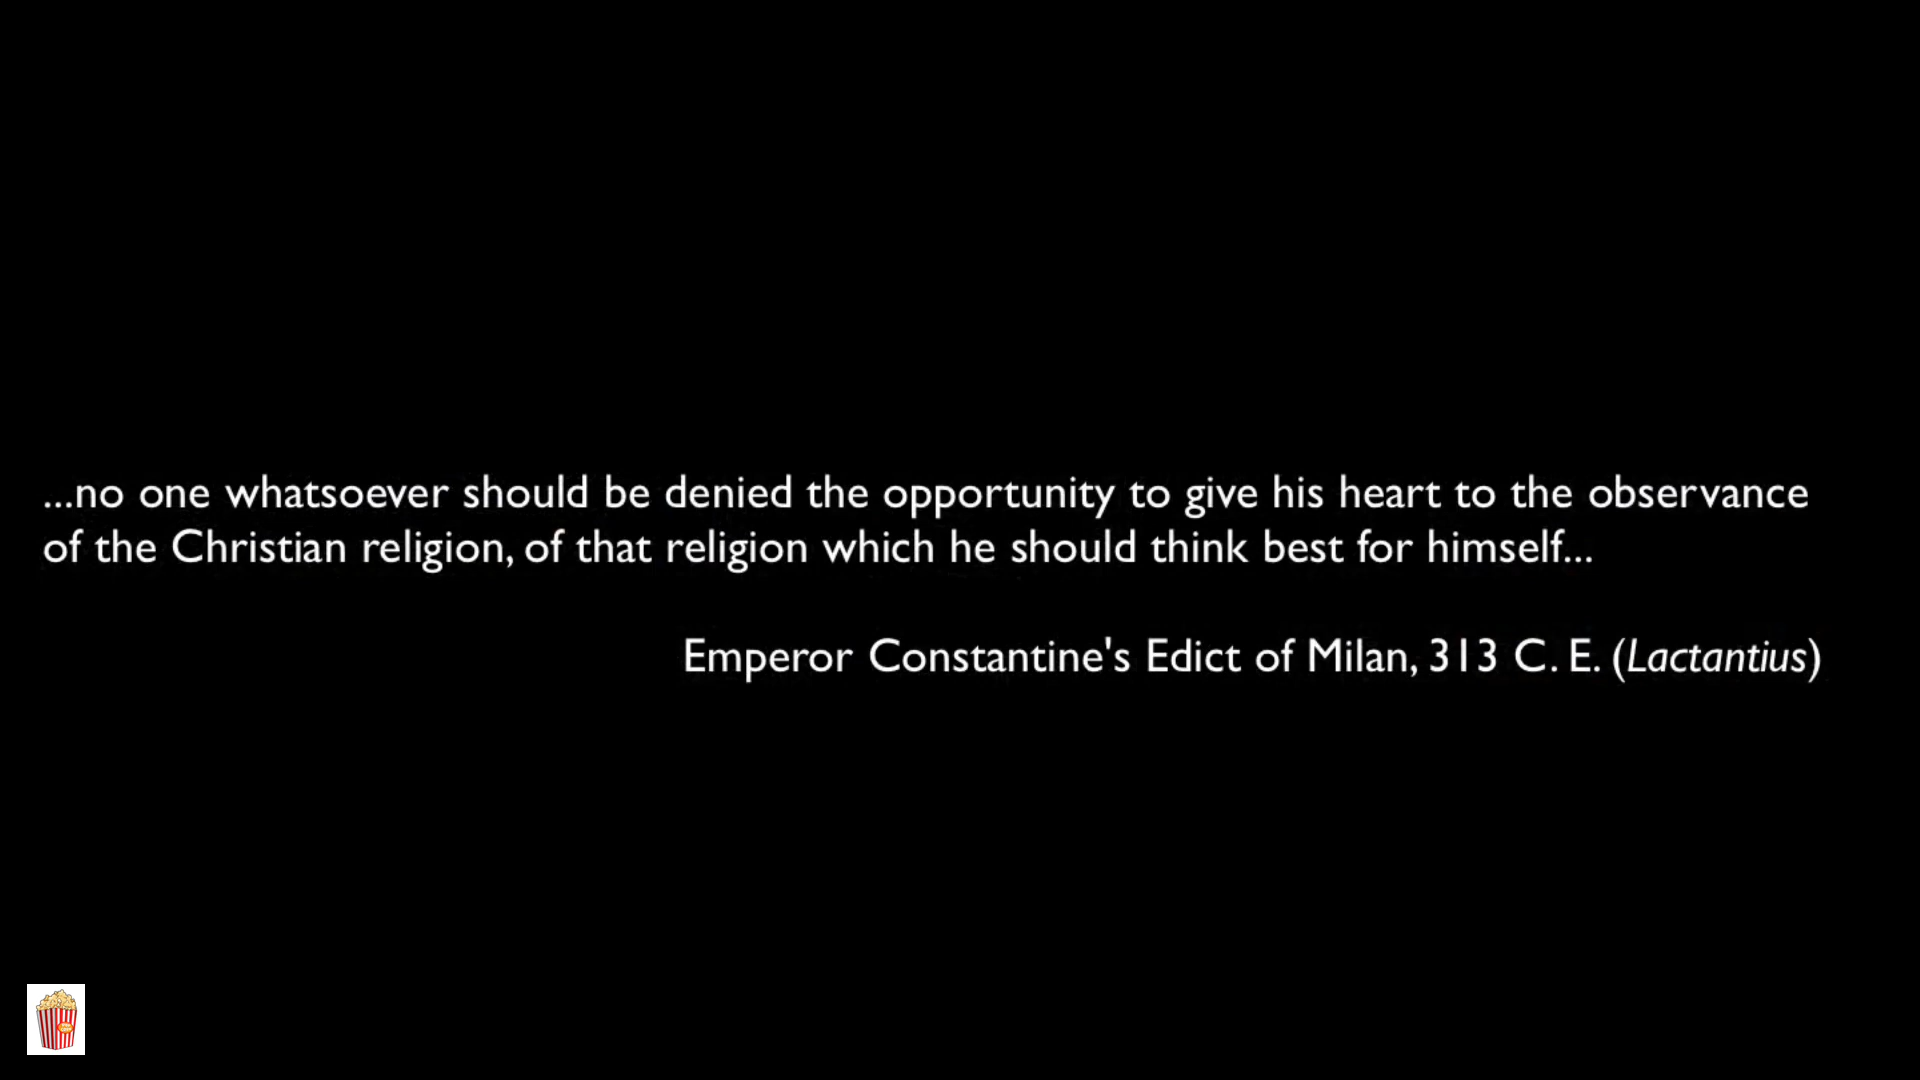 ...no one whatsoever should be denied the opportunity to give his heart to the observance
of the Christian religion, of that religion which he should think best for himself...
Emperor Constantine's Edict of Milan, 313 C. E. (Lactantius)